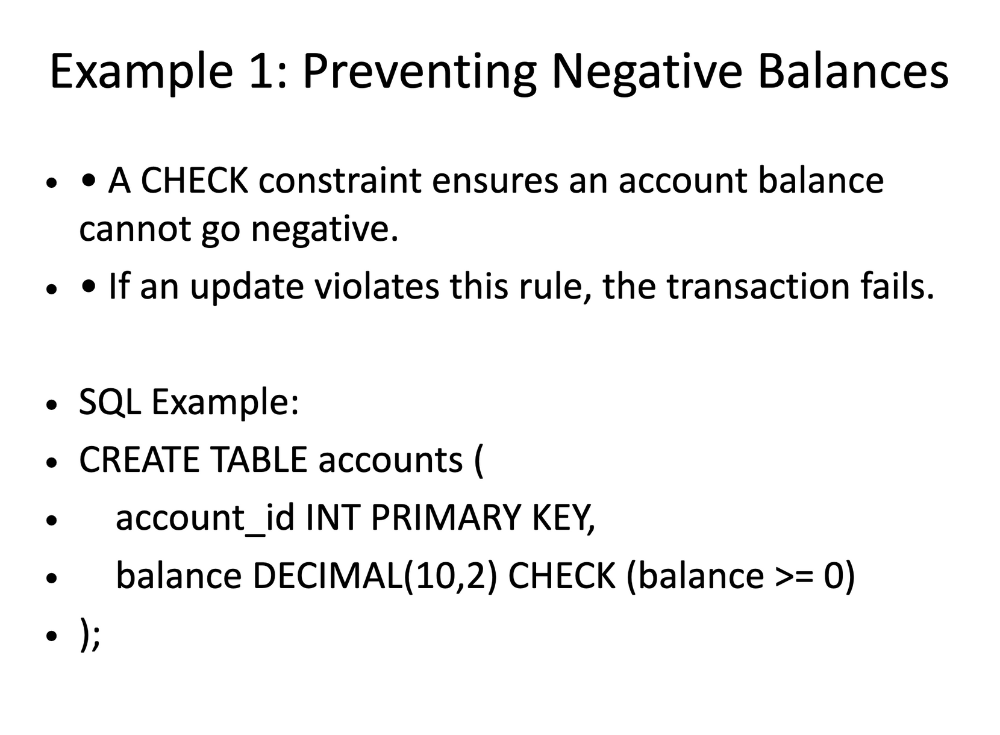 Example 1: Preventing Negative Balances
• • A CHECK constraint ensures an account balance
cannot go negative.
• • If an update violates this rule, the transaction fails.
• SQL Example:
• CREATE TABLE accounts (
•    account_id INT PRIMARY KEY,
•    balance DECIMAL(10,2) CHECK (balance >= 0)
• );